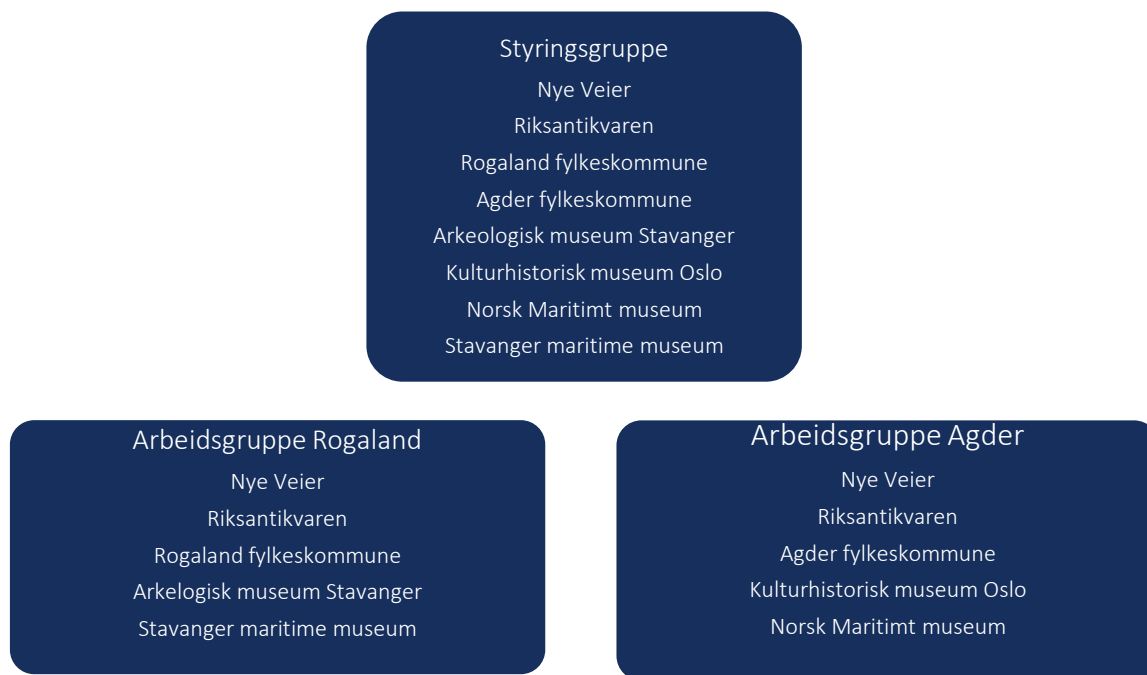 Styringsgruppe
Nye Veier
Riksantikvaren
Rogaland fylkeskommune
Agder fylkeskommune
Arkeologisk museum Stavanger
Kulturhistorisk museum Oslo
Norsk Maritimt museum
Stavanger maritime museum
Arbeidsgruppe Rogaland
Nye Veier
Riksantikvaren
Rogaland fylkeskommune
Arkelogisk museum Stavanger
Stavanger maritime museum
Arbeidsgruppe Agder
Nye Veier
Riksantikvaren
Agder fylkeskommune
Kulturhistorisk museum Oslo
Norsk Maritimt museum